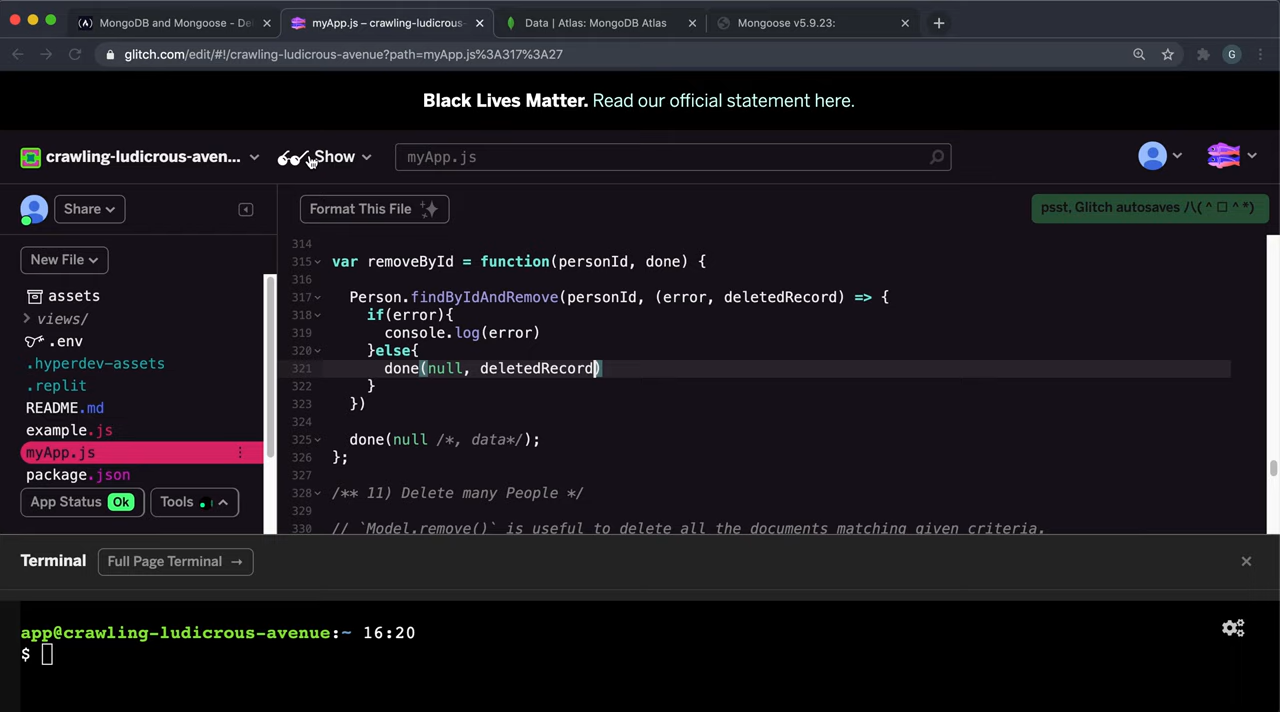 MongoDB and Mongoose - De
myApp.js – crawling-ludicrous-
Data | Atlas: MongoDB Atlas
Mongoose v5.9.23:
glitch.com/edit/#!/crawling-ludicrous-avenue?path=myApp.js%3A317%3A27
G
Black Lives Matter. Read our official statement here.
crawling-ludicrous-aven...
Show
myApp.js
Share
Format This File
psst, Glitch autosaves /\( ^ □ ^ *)
New File
assets
views/
.env
.hyperdev-assets
.replit
README.md
example.js
myApp.js
package.json
App Status Ok
Tools
314
315 var removeById = function(personId, done) {
316
317 Person.findByIdAndRemove(personId, (error, deletedRecord) => {
318 if(error){
319 console.log(error)
320 }else{
321 done(null, deletedRecord)
322 }
323 })
324
325 done(null /*, data*/);
326 };
327
328 /** 11) Delete many People */
329
330 // `Model.remove()` is useful to delete all the documents matching given criteria.
Terminal
Full Page Terminal →
app@crawling-ludicrous-avenue:~ 16:20
$